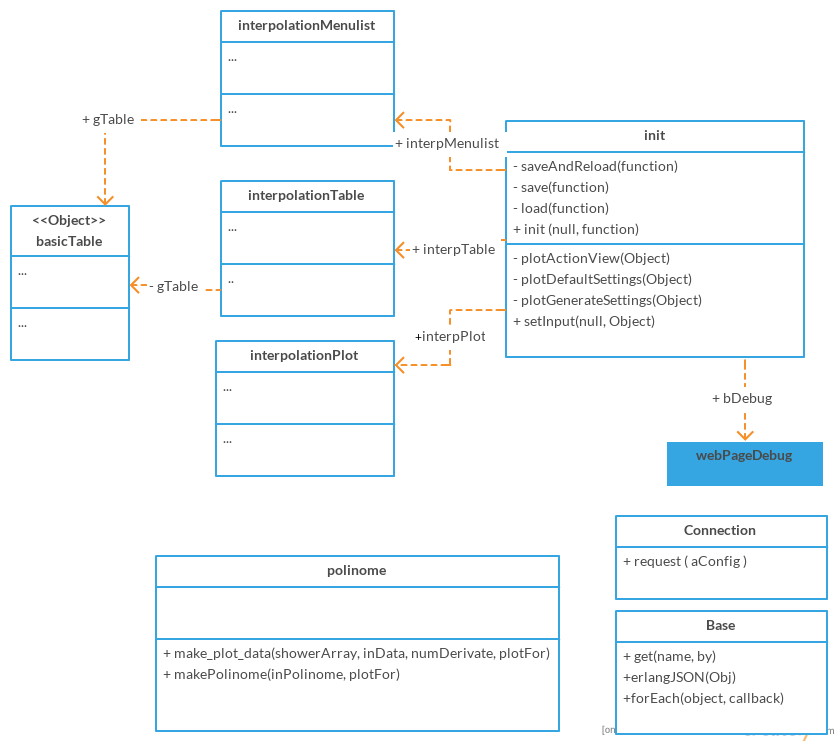 interpolationMenulist
...
...
+ gTable
+ interpMenulist
init
- saveAndReload(function)
- save(function)
- load(function)
+ init (null, function)
- plotActionView(Object)
- plotDefaultSettings(Object)
- plotGenerateSettings(Object)
+ setInput(null, Object)
interpolationTable
...
..
+ interpTable
<<Object>>
basicTable
...
...
- gTable
+interpPlot
interpolationPlot
...
...
+ bDebug
webPageDebug
Connection
+ request ( aConfig )
polinome
+ make_plot_data(showerArray, inData, numDerivate, plotFor)
+ makePolinome(inPolinome, plotFor)
Base
+ get(name, by)
+erlangJSON(Obj)
+forEach(object, callback)